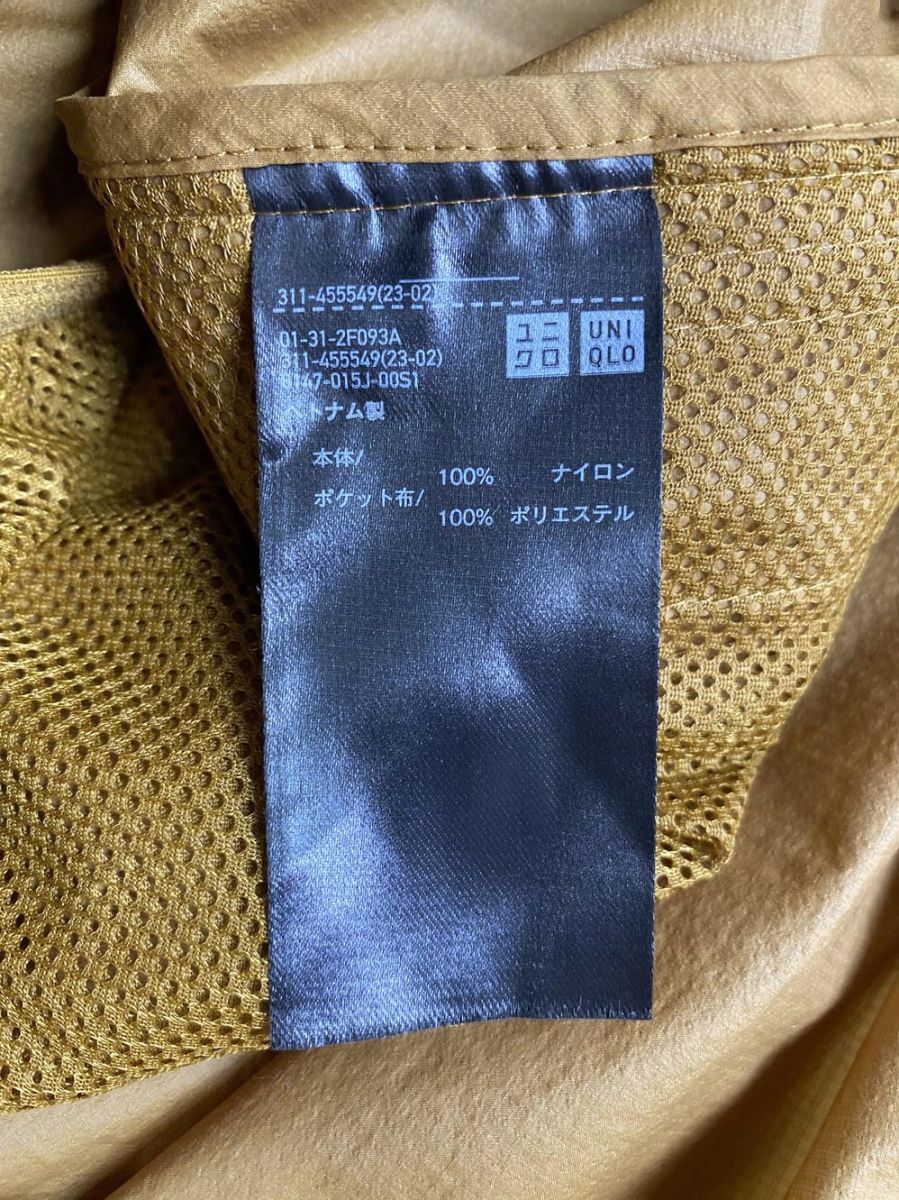 311-455549(23-02)
01-31-2F093A
311-455549(23-02)
6147-015J-00S1
ユニ
クロ
UNI
QLO
ベトナム製
本体/
100% ナイロン
ポケット布/
100% ポリエステル